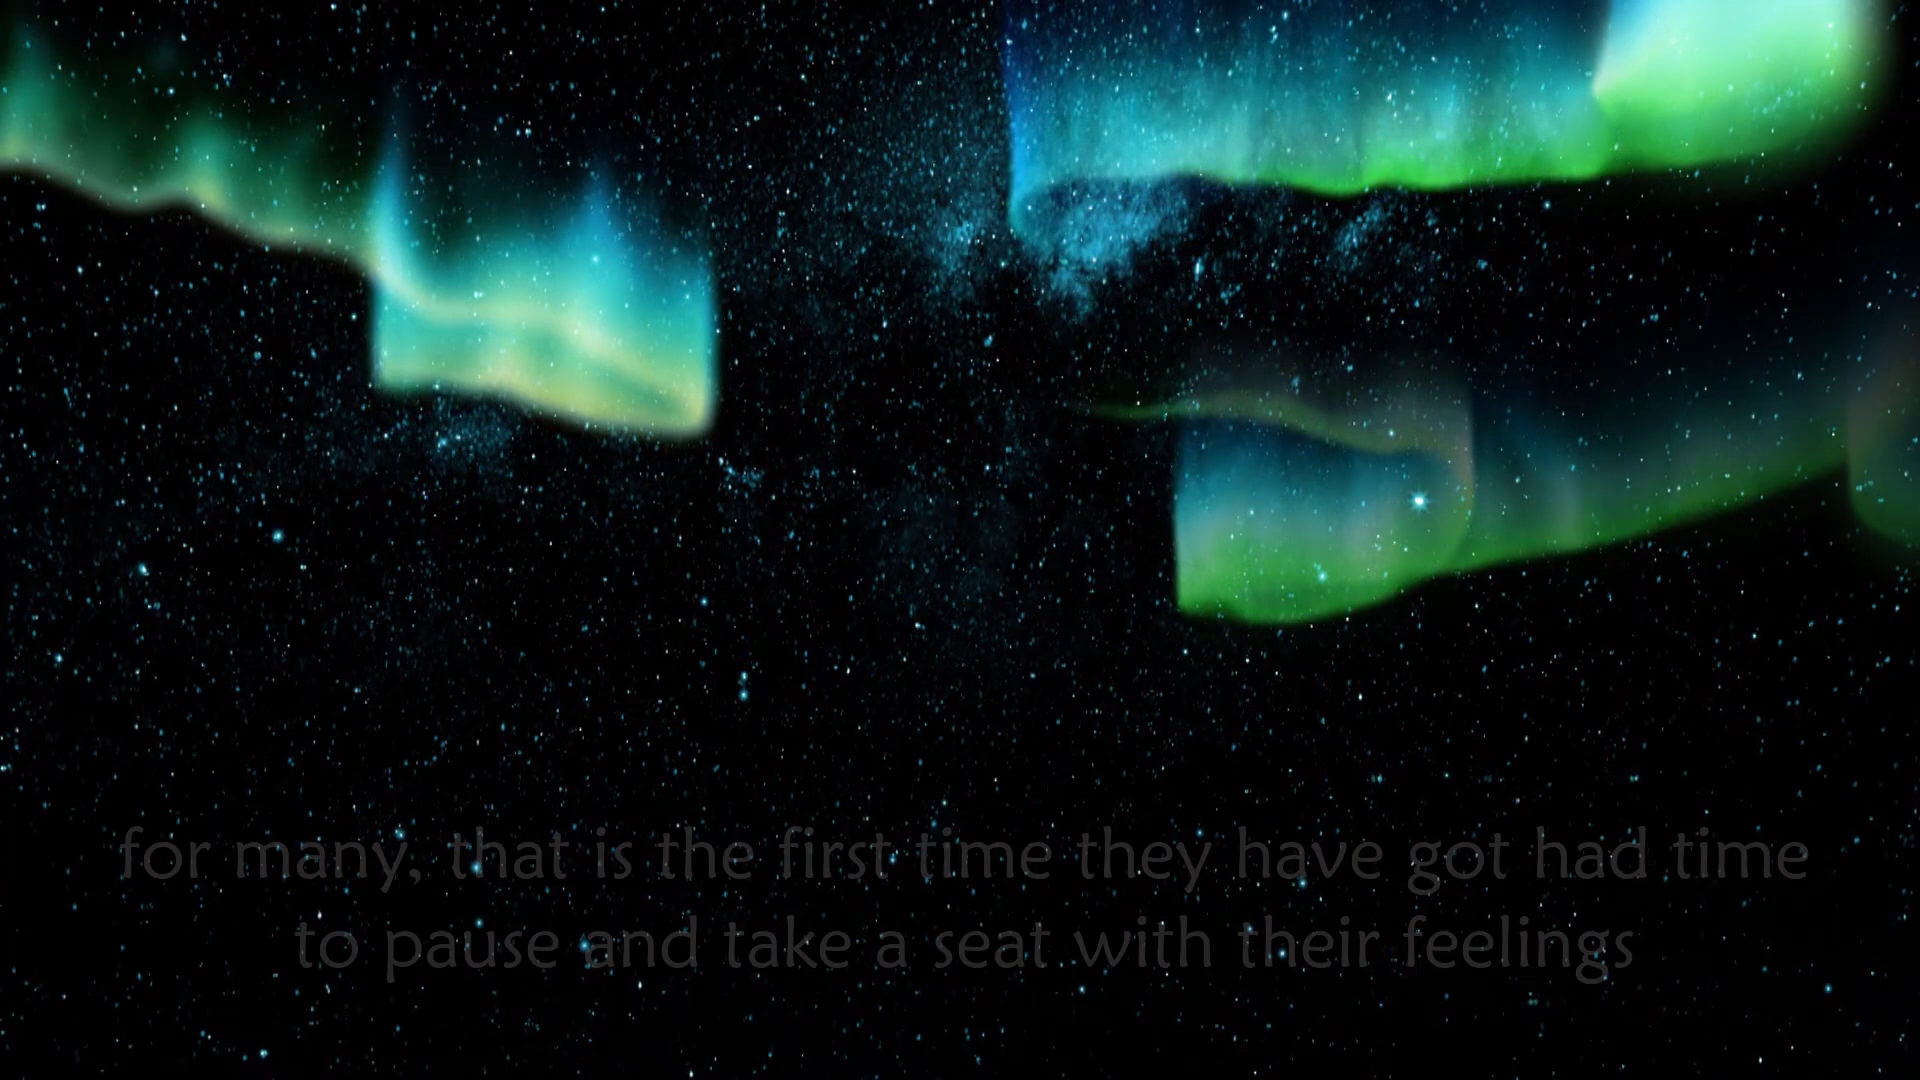 for many, that is the first time they have got had time
to pause and take a seat with their feelings